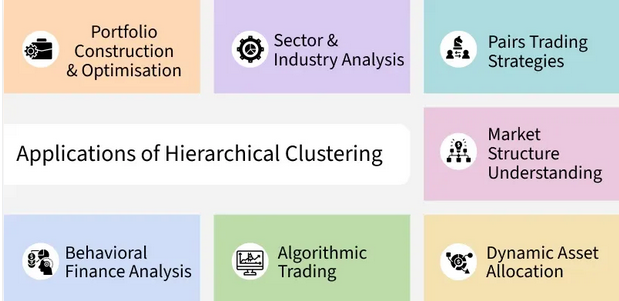 Portfolio
Construction
& Optimisation
Sector &
Industry Analysis
Pairs Trading
Strategies
Applications of Hierarchical Clustering
Market
Structure
Understanding
Behavioral
Finance Analysis
Algorithmic
Trading
Dynamic Asset
Allocation